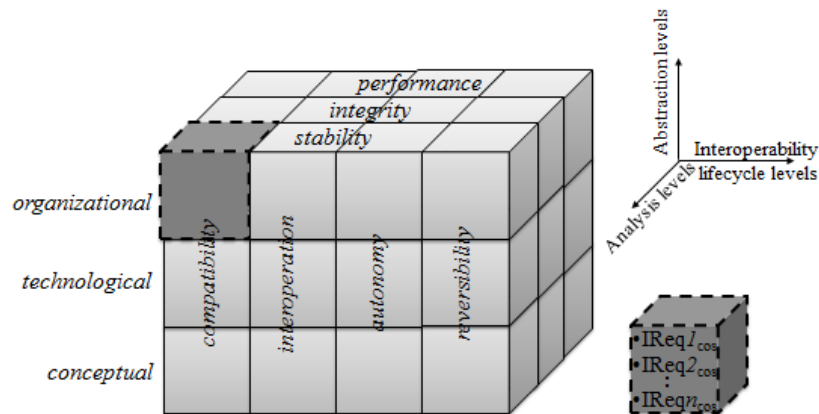 performance
integrity
stability
organizational
technological
conceptual
compatibility
interoperation
autonomy
reversibility
Abstraction levels
Interoperability
lifecycle levels
Analysis levels
•IReq1cos
•IReq2cos
⋮
•IReqncos